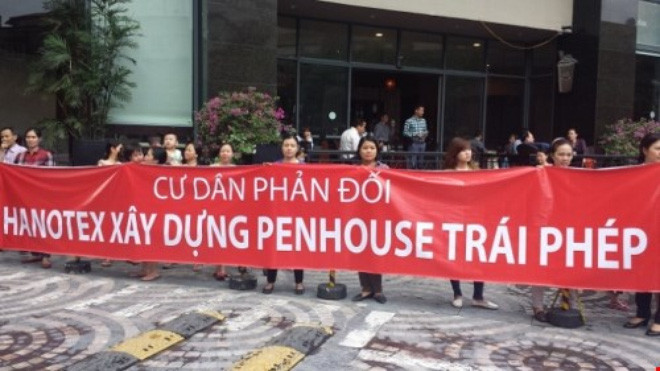 CƯ DÂN PHẢN ĐỐI
HANOTEX XÂY DỰNG PENHOUSE TRÁI PHÉP